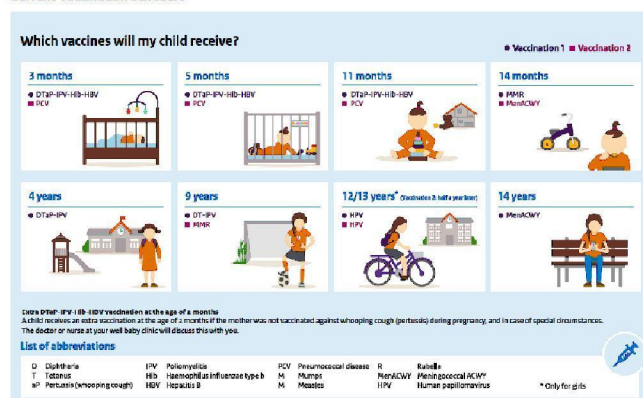 Which vaccines will my child receive?
Vaccination 1 Vaccination 2
3 months
DTaP-IPV-Hib-HBV
PCV
5 months
DTaP-IPV-Hib-HBV
PCV
11 months
DTaP-IPV-Hib-HBV
PCV
14 months
MMR
MenACWY
4 years
DTaP-IPV
9 years
DT-IPV
MMR
12/13 years* (Vaccination 2: half a year later)
HPV
HPV
14 years
MenACWY
Extra DTaP-IPV-Hib-HBV vaccination at the age of 2 months
A child receives an extra vaccination at the age of 2 months if the mother was not vaccinated against whooping cough (pertussis) during pregnancy, and in case of special circumstances.
The doctor or nurse at your well baby clinic will discuss this with you.
List of abbreviations
D Diphtheria IPV Poliomyelitis PCV Pneumococcal disease R Rubella
T Tetanus Hib Haemophilus influenzae type b M Mumps MenACWY Meningococcal ACWY
aP Pertussis (whooping cough) HBV Hepatitis B M Measles HPV Human papillomavirus * Only for girls